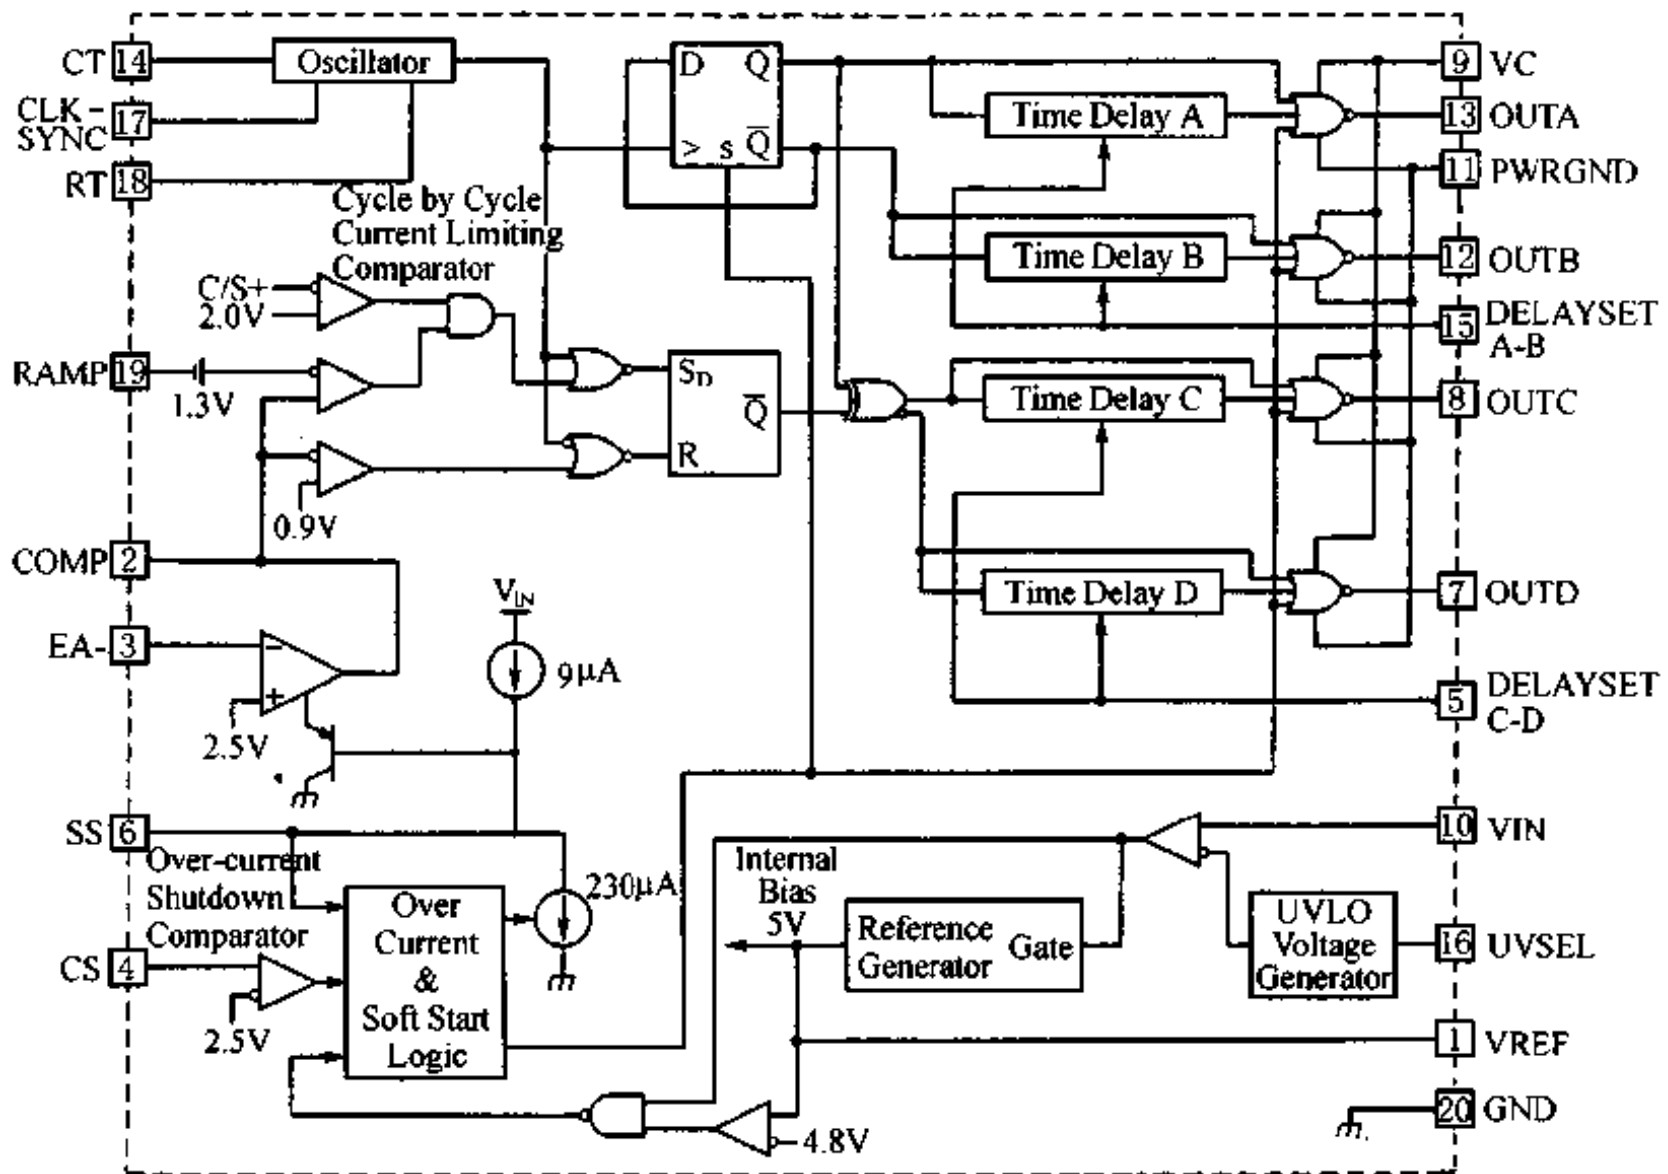 CT 14
Oscillator
D Q
9 VC
CLK-
SYNC 17
Time Delay A
13 OUTA
> s Q̅
RT 18
11 PWRGND
Cycle by Cycle
Current Limiting
Comparator
Time Delay B
12 OUTB
C/S+
2.0V
15 DELAYSET
A-B
RAMP 19
1.3V
S_D
Q̅
R
Time Delay C
8 OUTC
0.9V
COMP 2
V_IN
Time Delay D
7 OUTD
EA- 3
-
+
9μA
2.5V
5 DELAYSET
C-D
SS 6
10 VIN
Over-current
Shutdown
Comparator
230μA
Internal
Bias
5V
Over
Current
&
Soft Start
Logic
Reference
Generator
Gate
UVLO
Voltage
Generator
16 UVSEL
CS 4
2.5V
1 VREF
4.8V
20 GND